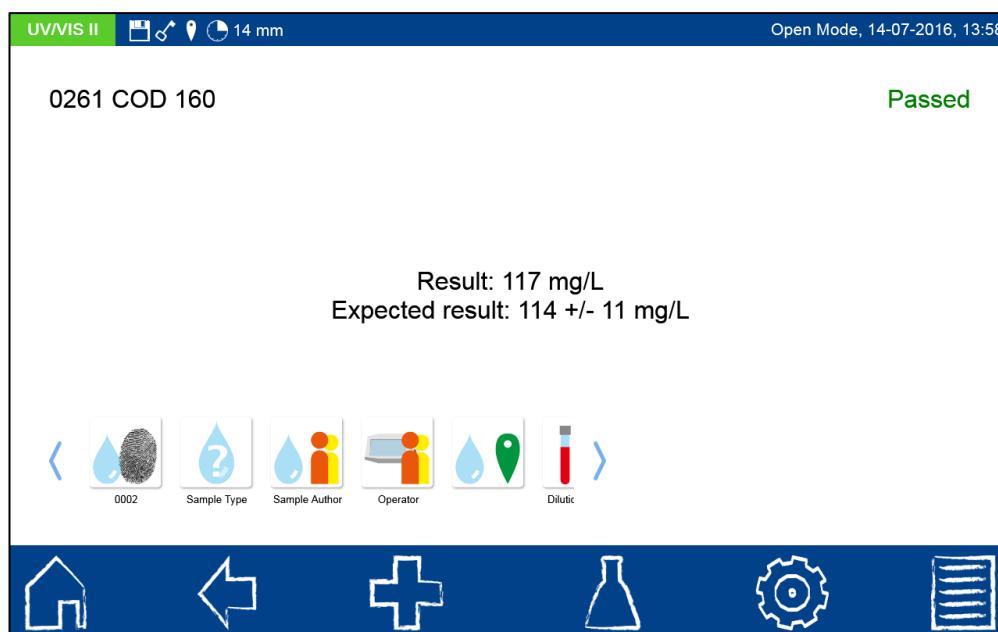 UV/VIS II 14 mm Open Mode, 14-07-2016, 13:58
0261 COD 160 Passed
Result: 117 mg/L
Expected result: 114 +/- 11 mg/L
?
0002 Sample Type Sample Author Operator Dilutic